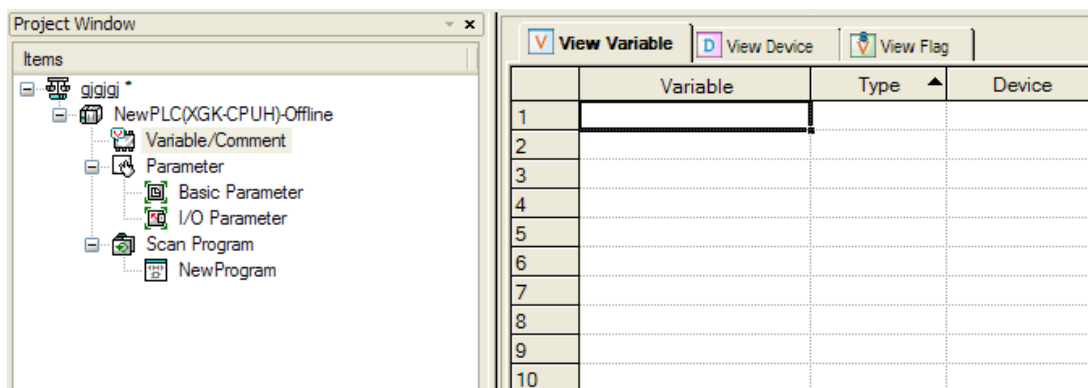 Project Window
Items
gjgjgj *
NewPLC(XGK-CPUH)-Offline
Variable/Comment
Parameter
Basic Parameter
I/O Parameter
Scan Program
NewProgram
V View Variable D View Device V View Flag
Variable Type Device
1
2
3
4
5
6
7
8
9
10